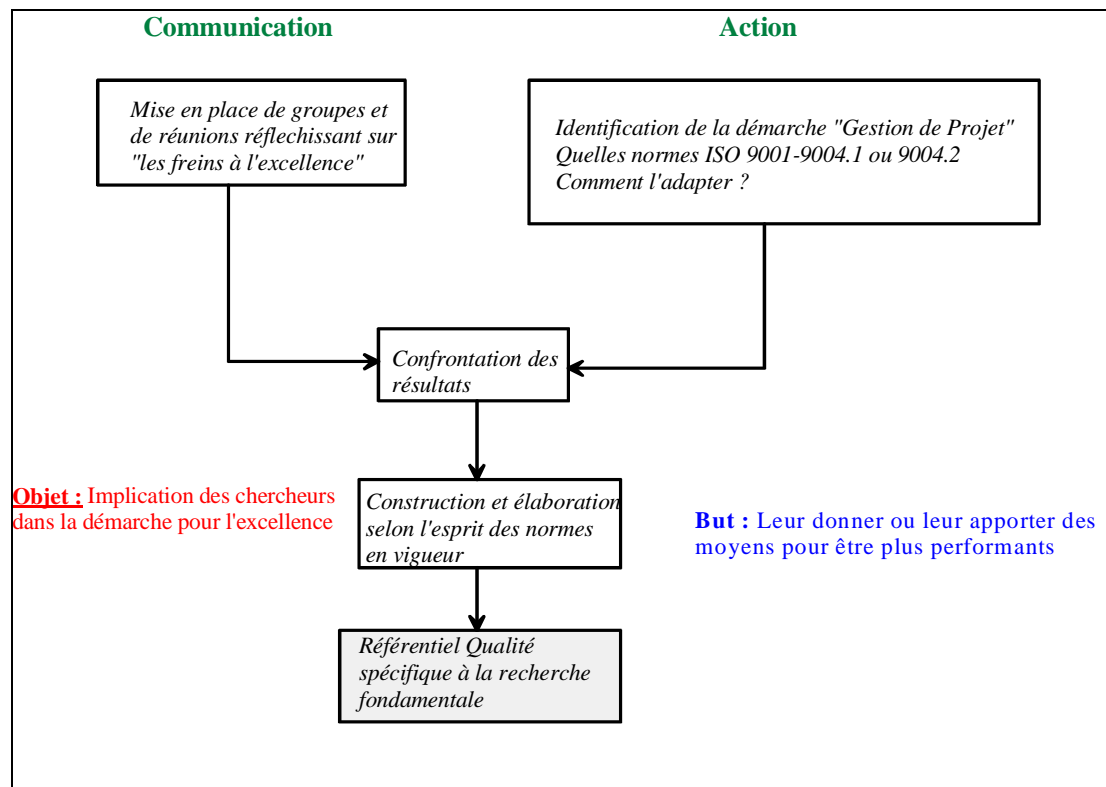 Communication
Action
Mise en place de groupes et
de réunions réflechissant sur
"les freins à l'excellence"
Identification de la démarche "Gestion de Projet"
Quelles normes ISO 9001-9004.1 ou 9004.2
Comment l'adapter ?
Confrontation des
résultats
Objet : Implication des chercheurs
dans la démarche pour l'excellence
Construction et élaboration
selon l'esprit des normes
en vigueur
But : Leur donner ou leur apporter des
moyens pour être plus performants
Référentiel Qualité
spécifique à la recherche
fondamentale